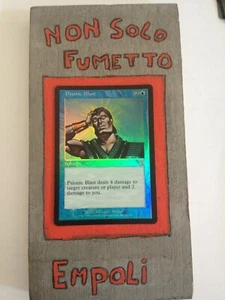 NON SOLO
FUMETTO
Psionic Blast
Psionic Blast deals 4 damage to
target creature or player and 2
damage to you.
EMPOLI